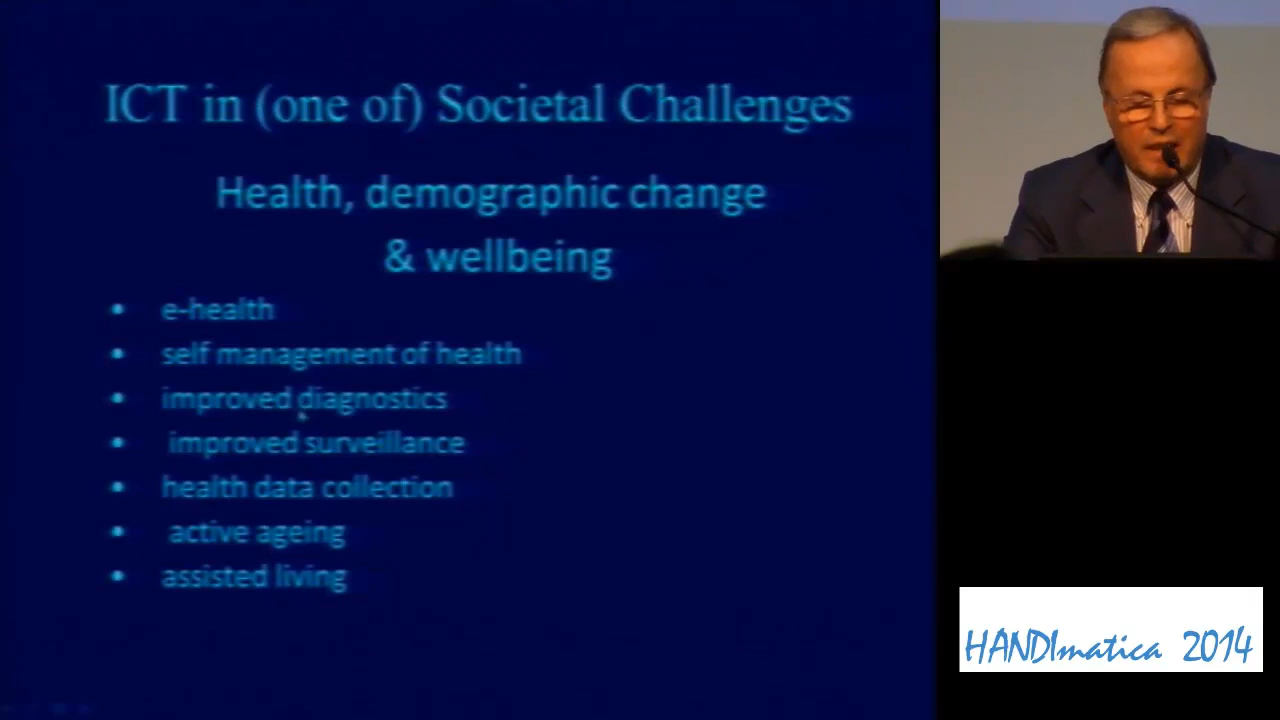 ICT in (one of) Societal Challenges
Health, demographic change
& wellbeing
• e-health
• self management of health
• improved diagnostics
• improved surveillance
• health data collection
• active ageing
• assisted living
HANDImatica 2014